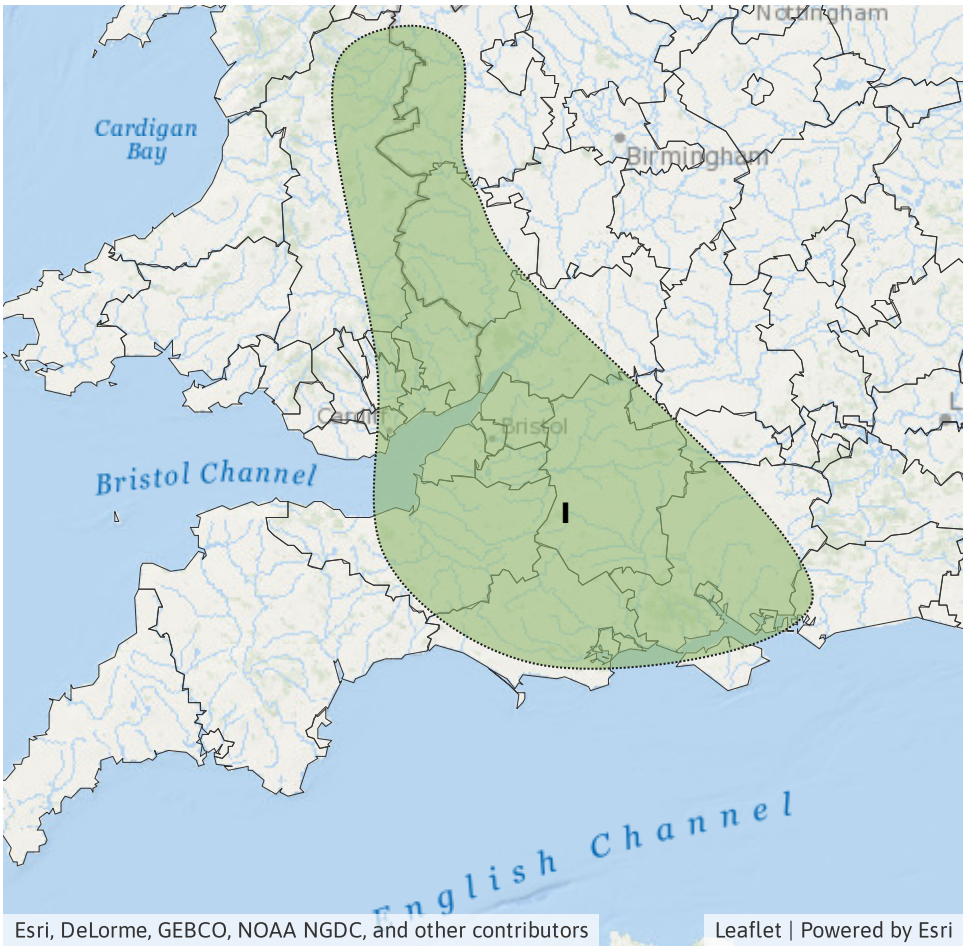 Nottingham
Cardigan
Bay
Birmingham
L
Cardiff
Bristol
Bristol Channel
I
English Channel
Esri, DeLorme, GEBCO, NOAA NGDC, and other contributors
Leaflet | Powered by Esri